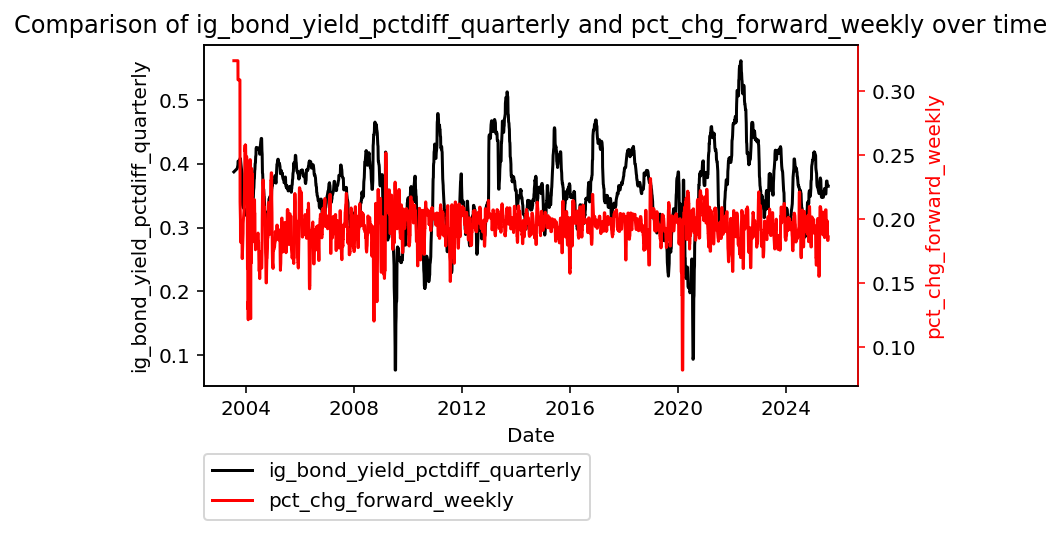 Comparison of ig_bond_yield_pctdiff_quarterly and pct_chg_forward_weekly over time
ig_bond_yield_pctdiff_quarterly
0.5
0.4
0.3
0.2
0.1
0.30
0.25
0.20
0.15
0.10
pct_chg_forward_weekly
2004 2008 2012 2016 2020 2024
Date
ig_bond_yield_pctdiff_quarterly
pct_chg_forward_weekly